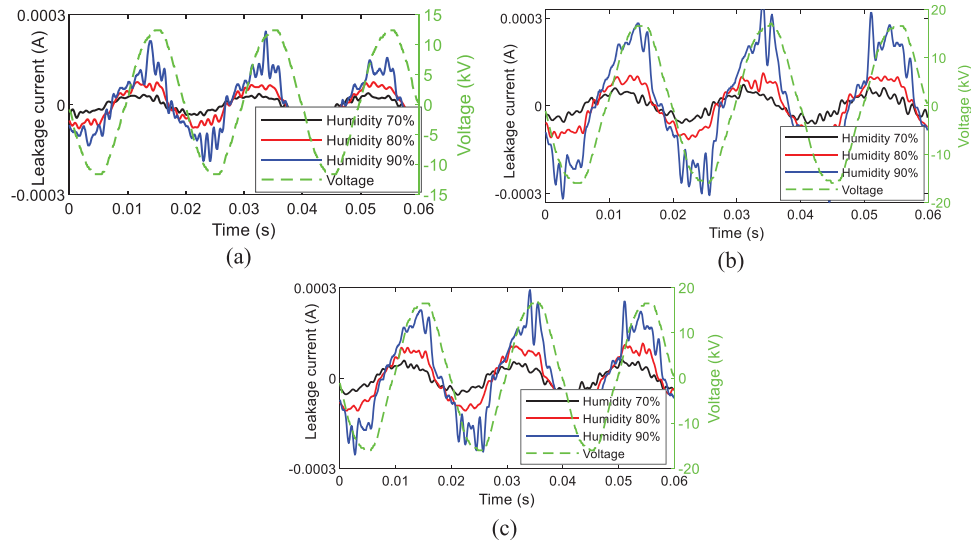 0.0003
0
-0.0003
Leakage current (A)
15
10
5
0
-5
-10
-15
Voltage (kV)
Humidity 70%
Humidity 80%
Humidity 90%
Voltage
0 0.01 0.02 0.03 0.04 0.05 0.06
Time (s)
(a)
0.0003
0
-0.0003
Leakage current (A)
20
10
0
-10
-20
Voltage (kV)
Humidity 70%
Humidity 80%
Humidity 90%
Voltage
0 0.01 0.02 0.03 0.04 0.05 0.06
Time (s)
(b)
0.0003
0
-0.0003
Leakage current (A)
20
10
0
-10
-20
Voltage (kV)
Humidity 70%
Humidity 80%
Humidity 90%
Voltage
0 0.01 0.02 0.03 0.04 0.05 0.06
Time (s)
(c)